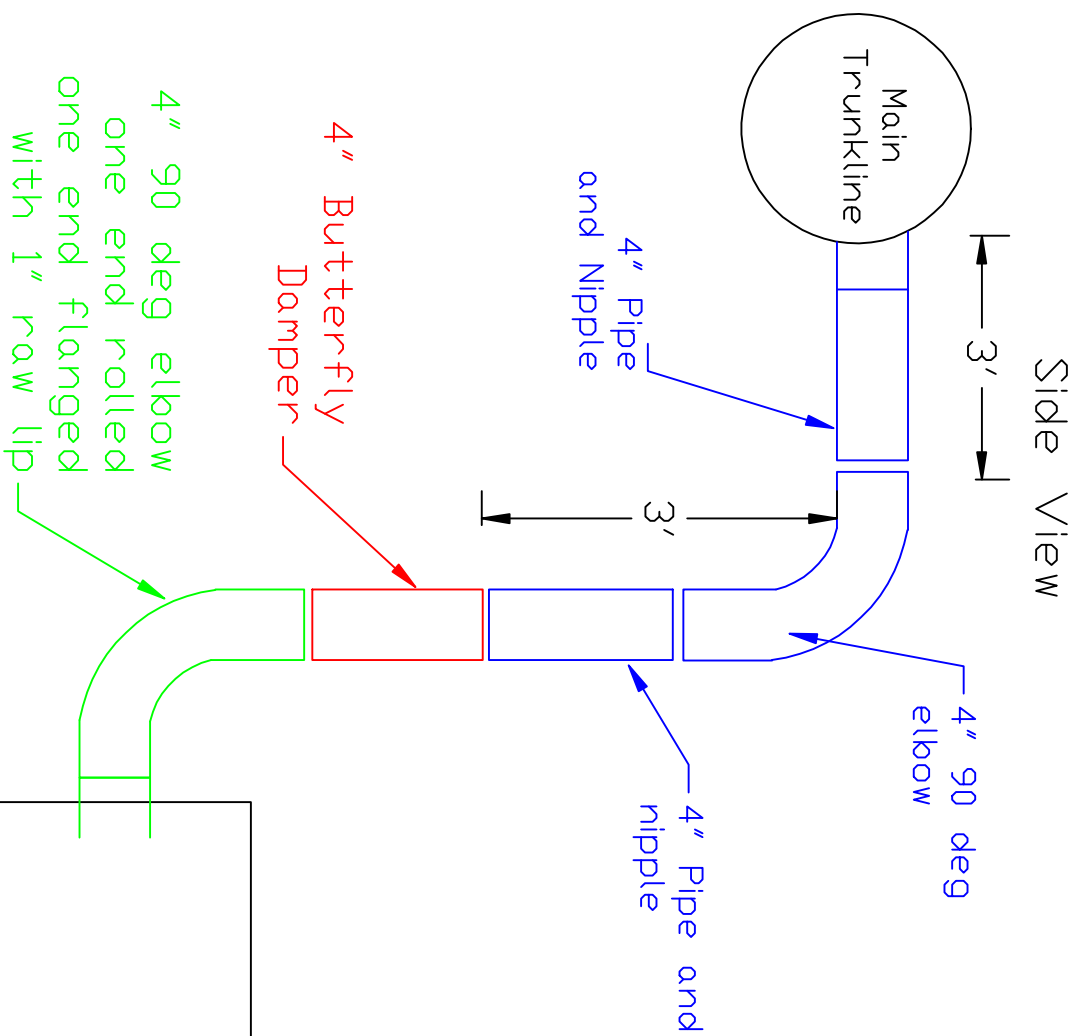 Side View
Main
Trunkline
3'
4" Pipe
and Nipple
3'
4" 90 deg
elbow
4" Pipe and
nipple
4" Butterfly
Damper
4" 90 deg elbow
one end rolled
one end flanged
with 1" raw lip